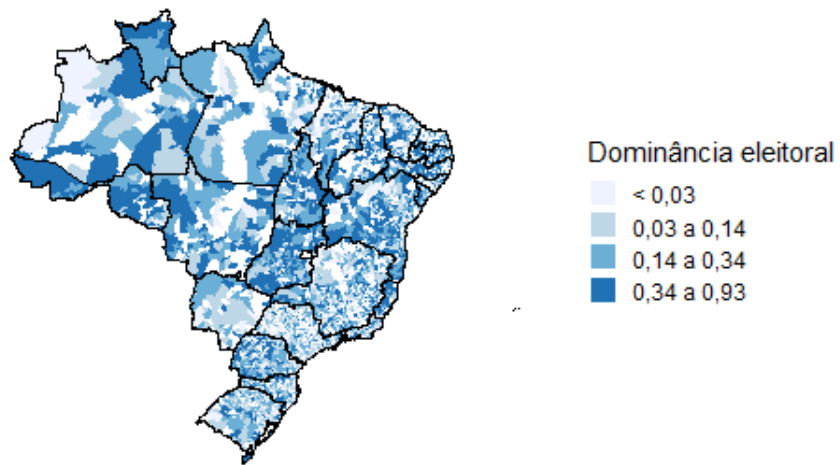 Dominância eleitoral
< 0,03
0,03 a 0,14
0,14 a 0,34
0,34 a 0,93